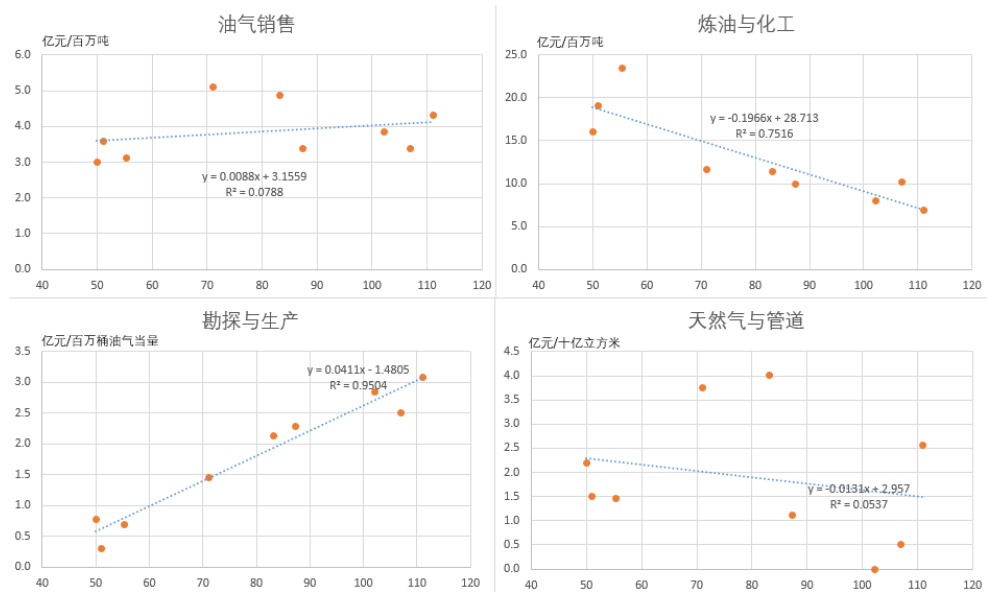 油气销售
亿元/百万吨
6.0
5.0
4.0
3.0
2.0
1.0
0.0
y = 0.0088x + 3.1559
R² = 0.0788
40 50 60 70 80 90 100 110 120
炼油与化工
亿元/百万吨
25.0
20.0
15.0
10.0
5.0
0.0
y = -0.1966x + 28.713
R² = 0.7516
40 50 60 70 80 90 100 110 120
勘探与生产
亿元/百万桶油气当量
3.5
3.0
2.5
2.0
1.5
1.0
0.5
0.0
y = 0.0411x - 1.4805
R² = 0.9504
40 50 60 70 80 90 100 110 120
天然气与管道
亿元/十亿立方米
4.5
4.0
3.5
3.0
2.5
2.0
1.5
1.0
0.5
0.0
y = -0.0131x + 2.957
R² = 0.0537
40 50 60 70 80 90 100 110 120